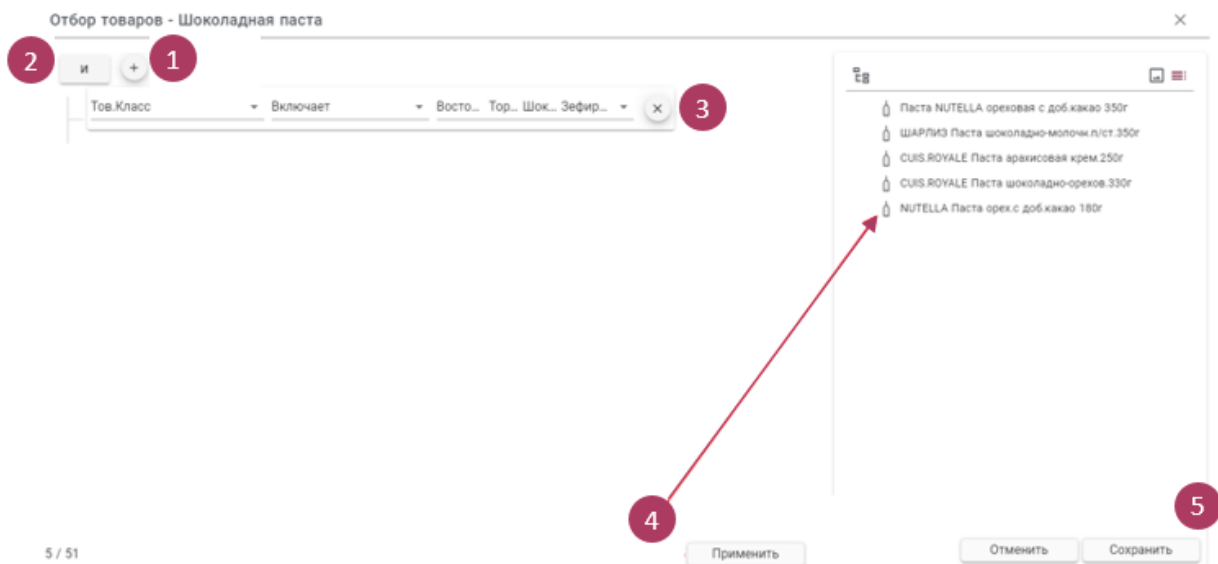 Отбор товаров - Шоколадная паста
2
и
+
1
Тов.Класс
Включает
Восто... Тор... Шок... Зефир...
3
Паста NUTELLA ореховая с доб.какао 350г
ШАРЛИЗ Паста шоколадно-молочн.п/ст.350г
CUIS.ROYALE Паста арахисовая крем.250г
CUIS.ROYALE Паста шоколадно-орехов.330г
NUTELLA Паста орех.с доб.какао 180г
4
5
5 / 51
Применить
Отменить
Сохранить